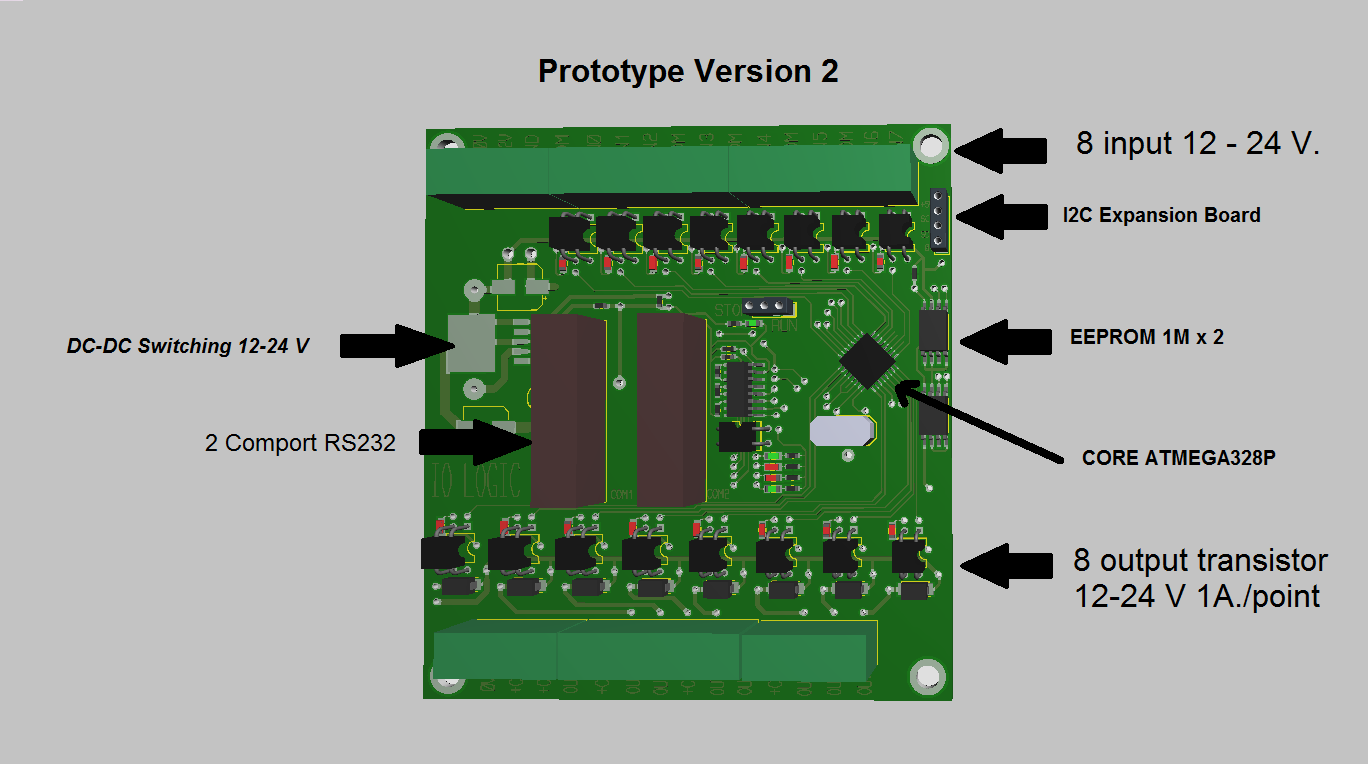 Prototype Version 2
8 input 12 - 24 V.
I2C Expansion Board
STO
RUN
EEPROM 1M x 2
DC-DC Switching 12-24 V
2 Comport RS232
CORE ATMEGA328P
IO LOGIC
COM1
COM2
8 output transistor
12-24 V 1A./point